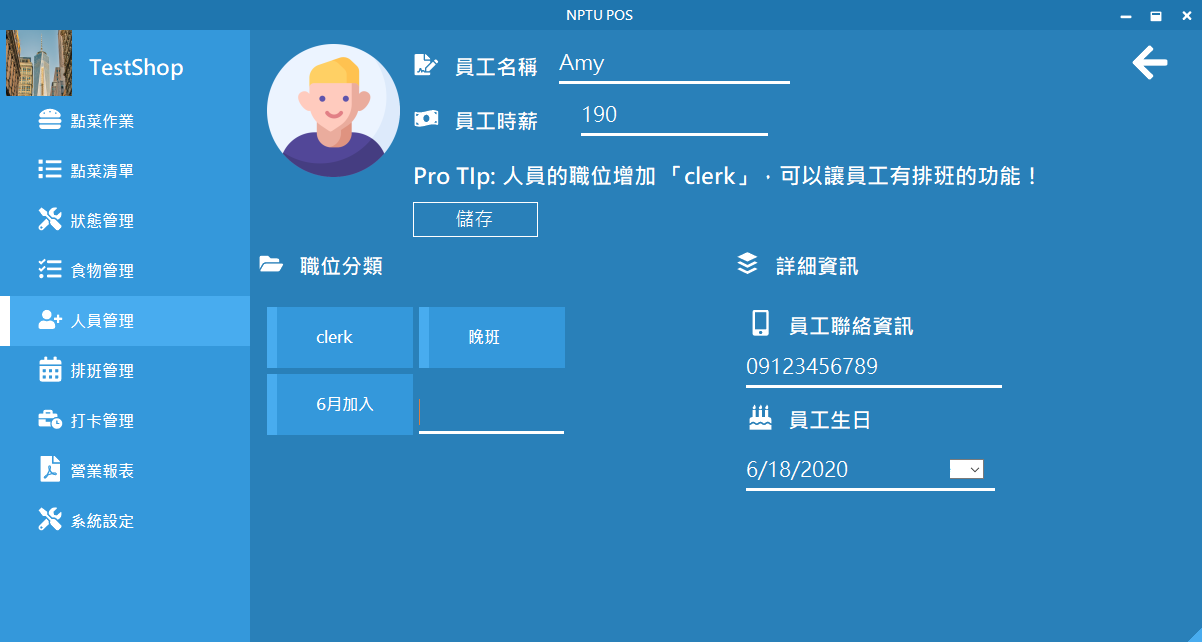 NPTU POS
TestShop
點菜作業
點菜清單
狀態管理
食物管理
人員管理
排班管理
打卡管理
營業報表
系統設定
員工名稱 Amy
員工時薪 190
Pro TIp: 人員的職位增加 「clerk」，可以讓員工有排班的功能！
儲存
職位分類
clerk
晚班
6月加入
詳細資訊
員工聯絡資訊
09123456789
員工生日
6/18/2020